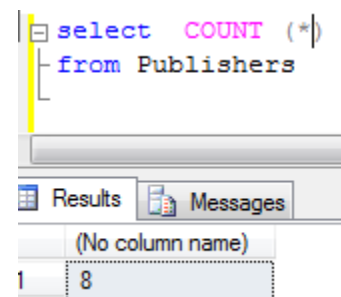 select COUNT (*)
from Publishers
Results Messages
(No column name)
1 8